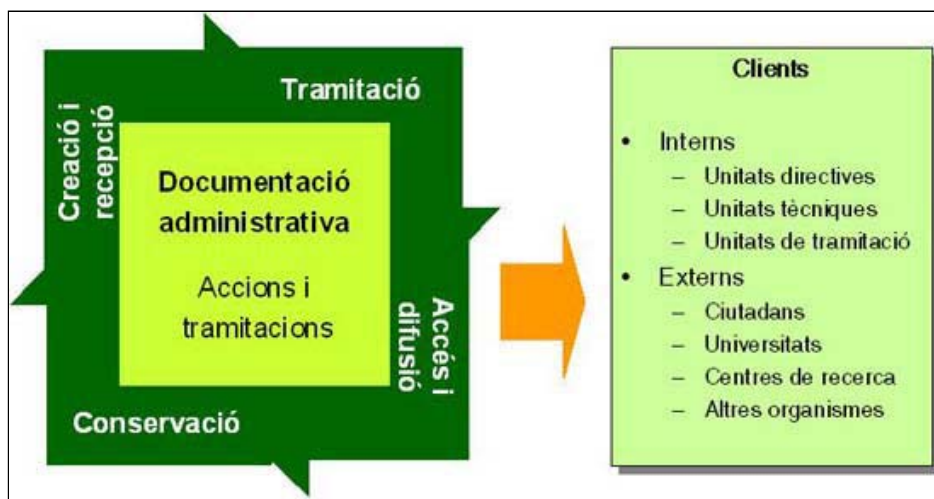 Creació i
recepció
Tramitació
Documentació
administrativa
Accions i
tramitacions
Accés i
difusió
Conservació
Clients
• Interns
– Unitats directives
– Unitats tècniques
– Unitats de tramitació
• Externs
– Ciutadans
– Universitats
– Centres de recerca
– Altres organismes